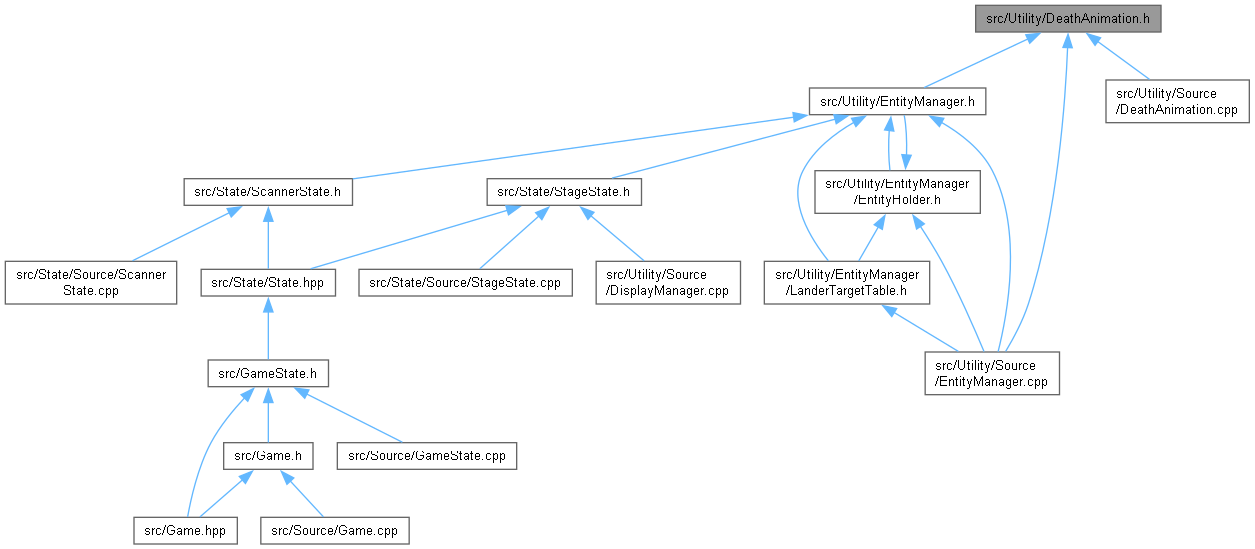 src/Utility/DeathAnimation.h
src/Utility/EntityManager.h
src/Utility/Source
/DeathAnimation.cpp
src/State/ScannerState.h
src/State/StageState.h
src/Utility/EntityManager
/EntityHolder.h
src/State/Source/Scanner
State.cpp
src/State/State.hpp
src/State/Source/StageState.cpp
src/Utility/Source
/DisplayManager.cpp
src/Utility/EntityManager
/LanderTargetTable.h
src/GameState.h
src/Utility/Source
/EntityManager.cpp
src/Game.h
src/Source/GameState.cpp
src/Game.hpp
src/Source/Game.cpp